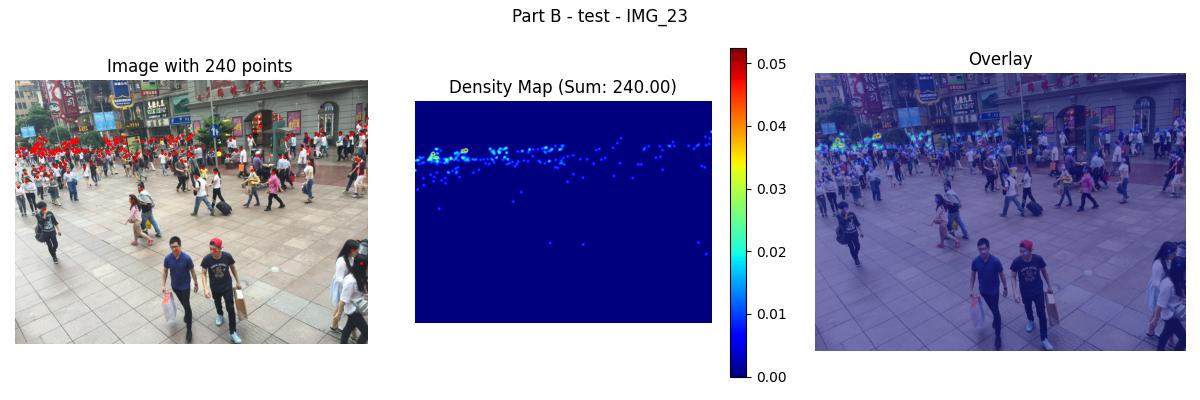 Part B - test - IMG_23
Image with 240 points
Density Map (Sum: 240.00)
Overlay
0.05
0.04
0.03
0.02
0.01
0.00